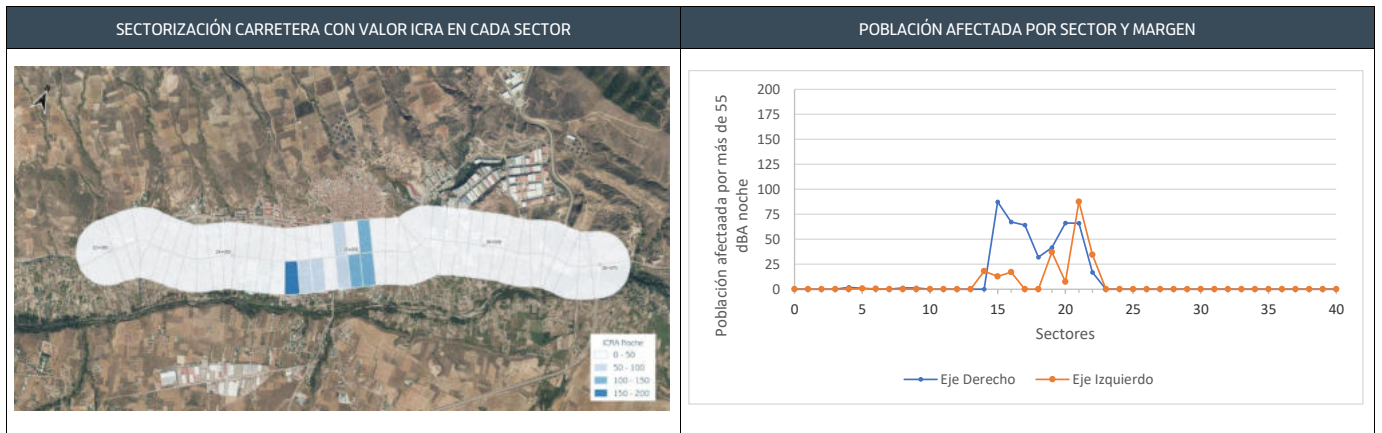 SECTORIZACIÓN CARRETERA CON VALOR ICRA EN CADA SECTOR
POBLACIÓN AFECTADA POR SECTOR Y MARGEN
ICRA Noche
0 - 50
50 - 100
100 - 150
150 - 200
Población afectaada por más de 55
dBA noche
200
175
150
125
100
75
50
25
0
0 5 10 15 20 25 30 35 40
Sectores
Eje Derecho Eje Izquierdo